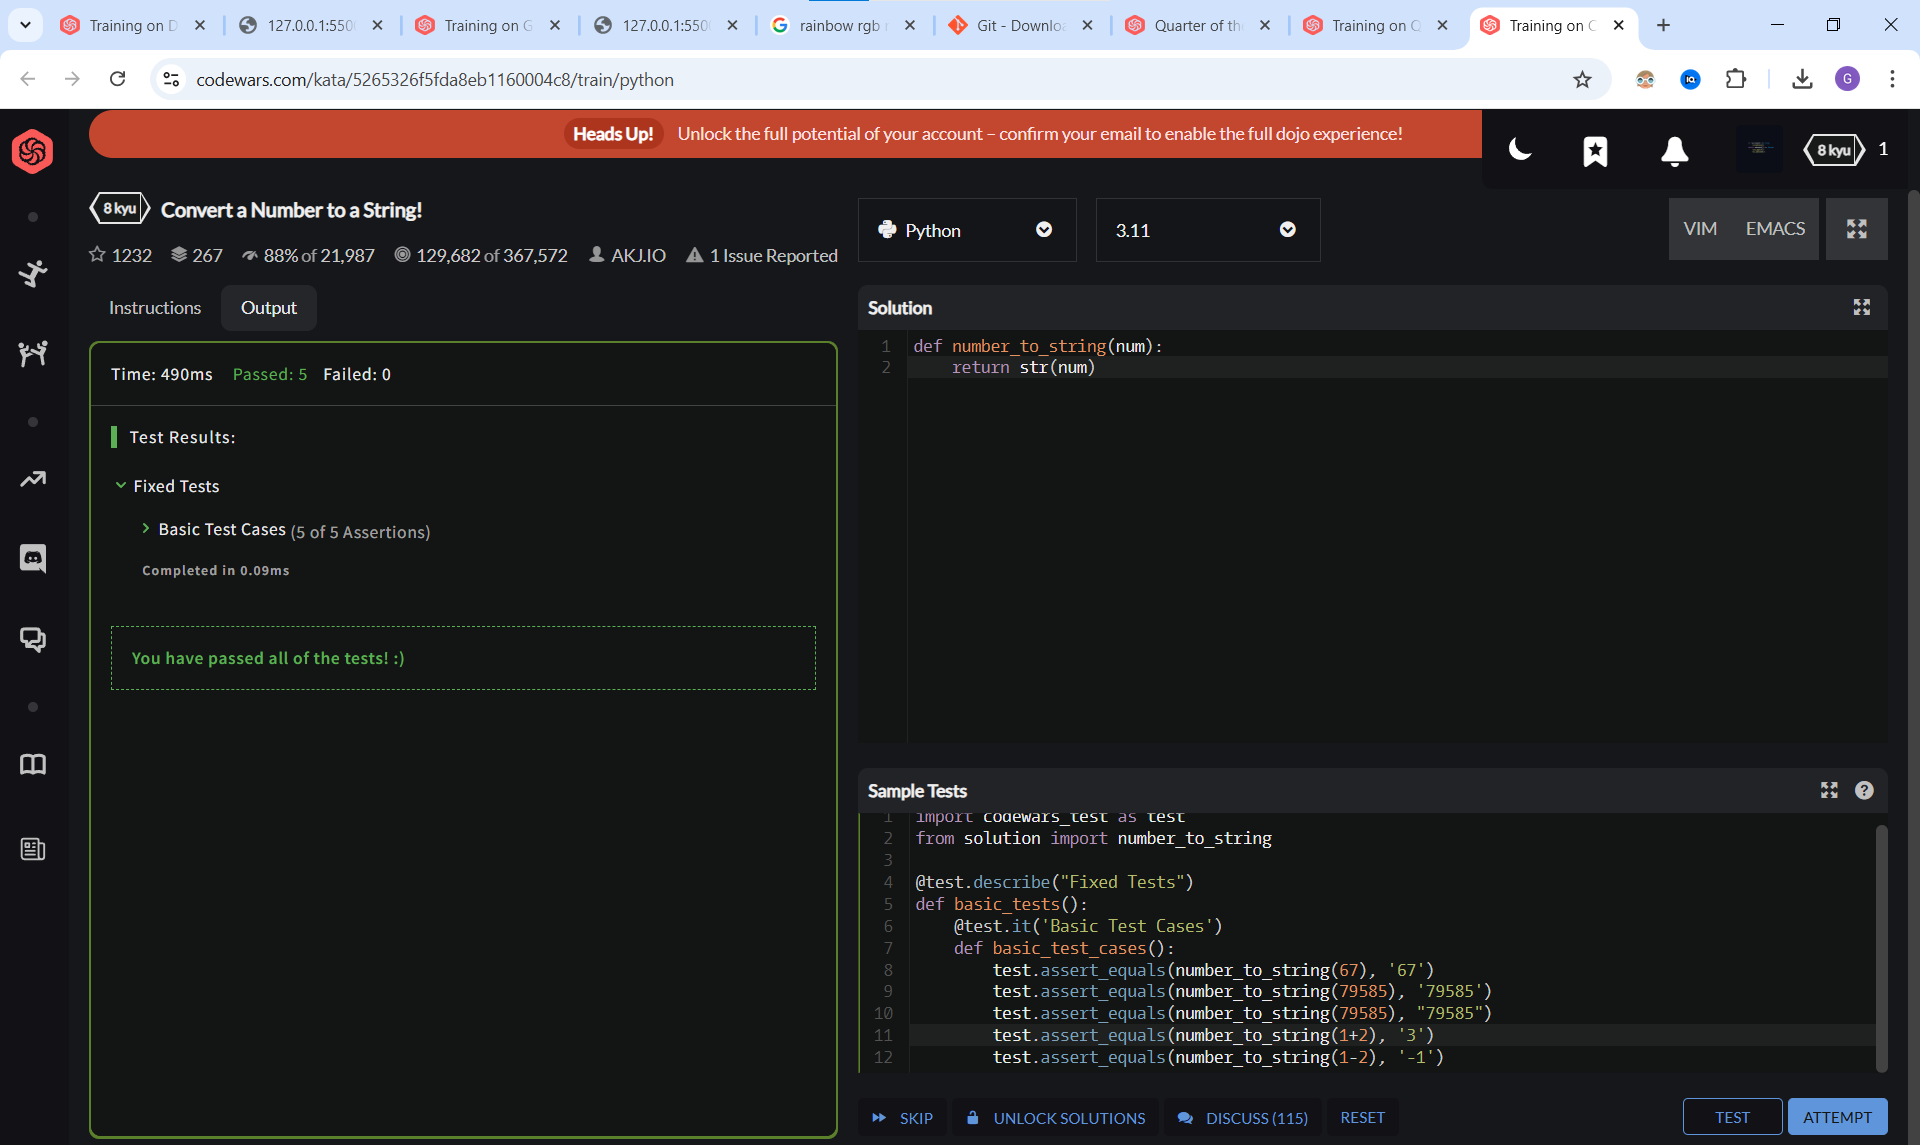 Training on D
127.0.0.1:550
Training on G
127.0.0.1:550
rainbow rgb
Git - Downloa
Quarter of th
Training on Q
Training on C
codewars.com/kata/5265326f5fda8eb1160004c8/train/python
G
Heads Up! Unlock the full potential of your account – confirm your email to enable the full dojo experience!
8 kyu 1
8 kyu Convert a Number to a String!
1232 267 88% of 21,987 129,682 of 367,572 AKJ.IO 1 Issue Reported
Python
3.11
VIM EMACS
Instructions Output
Time: 490ms Passed: 5 Failed: 0
Test Results:
Fixed Tests
Basic Test Cases (5 of 5 Assertions)
Completed in 0.09ms
You have passed all of the tests! :)
Solution
1 def number_to_string(num):
2 return str(num)
Sample Tests
1 import codewars_test as test
2 from solution import number_to_string
3
4 @test.describe("Fixed Tests")
5 def basic_tests():
6 @test.it('Basic Test Cases')
7 def basic_test_cases():
8 test.assert_equals(number_to_string(67), '67')
9 test.assert_equals(number_to_string(79585), '79585')
10 test.assert_equals(number_to_string(79585), "79585")
11 test.assert_equals(number_to_string(1+2), '3')
12 test.assert_equals(number_to_string(1-2), '-1')
SKIP UNLOCK SOLUTIONS DISCUSS (115) RESET TEST ATTEMPT